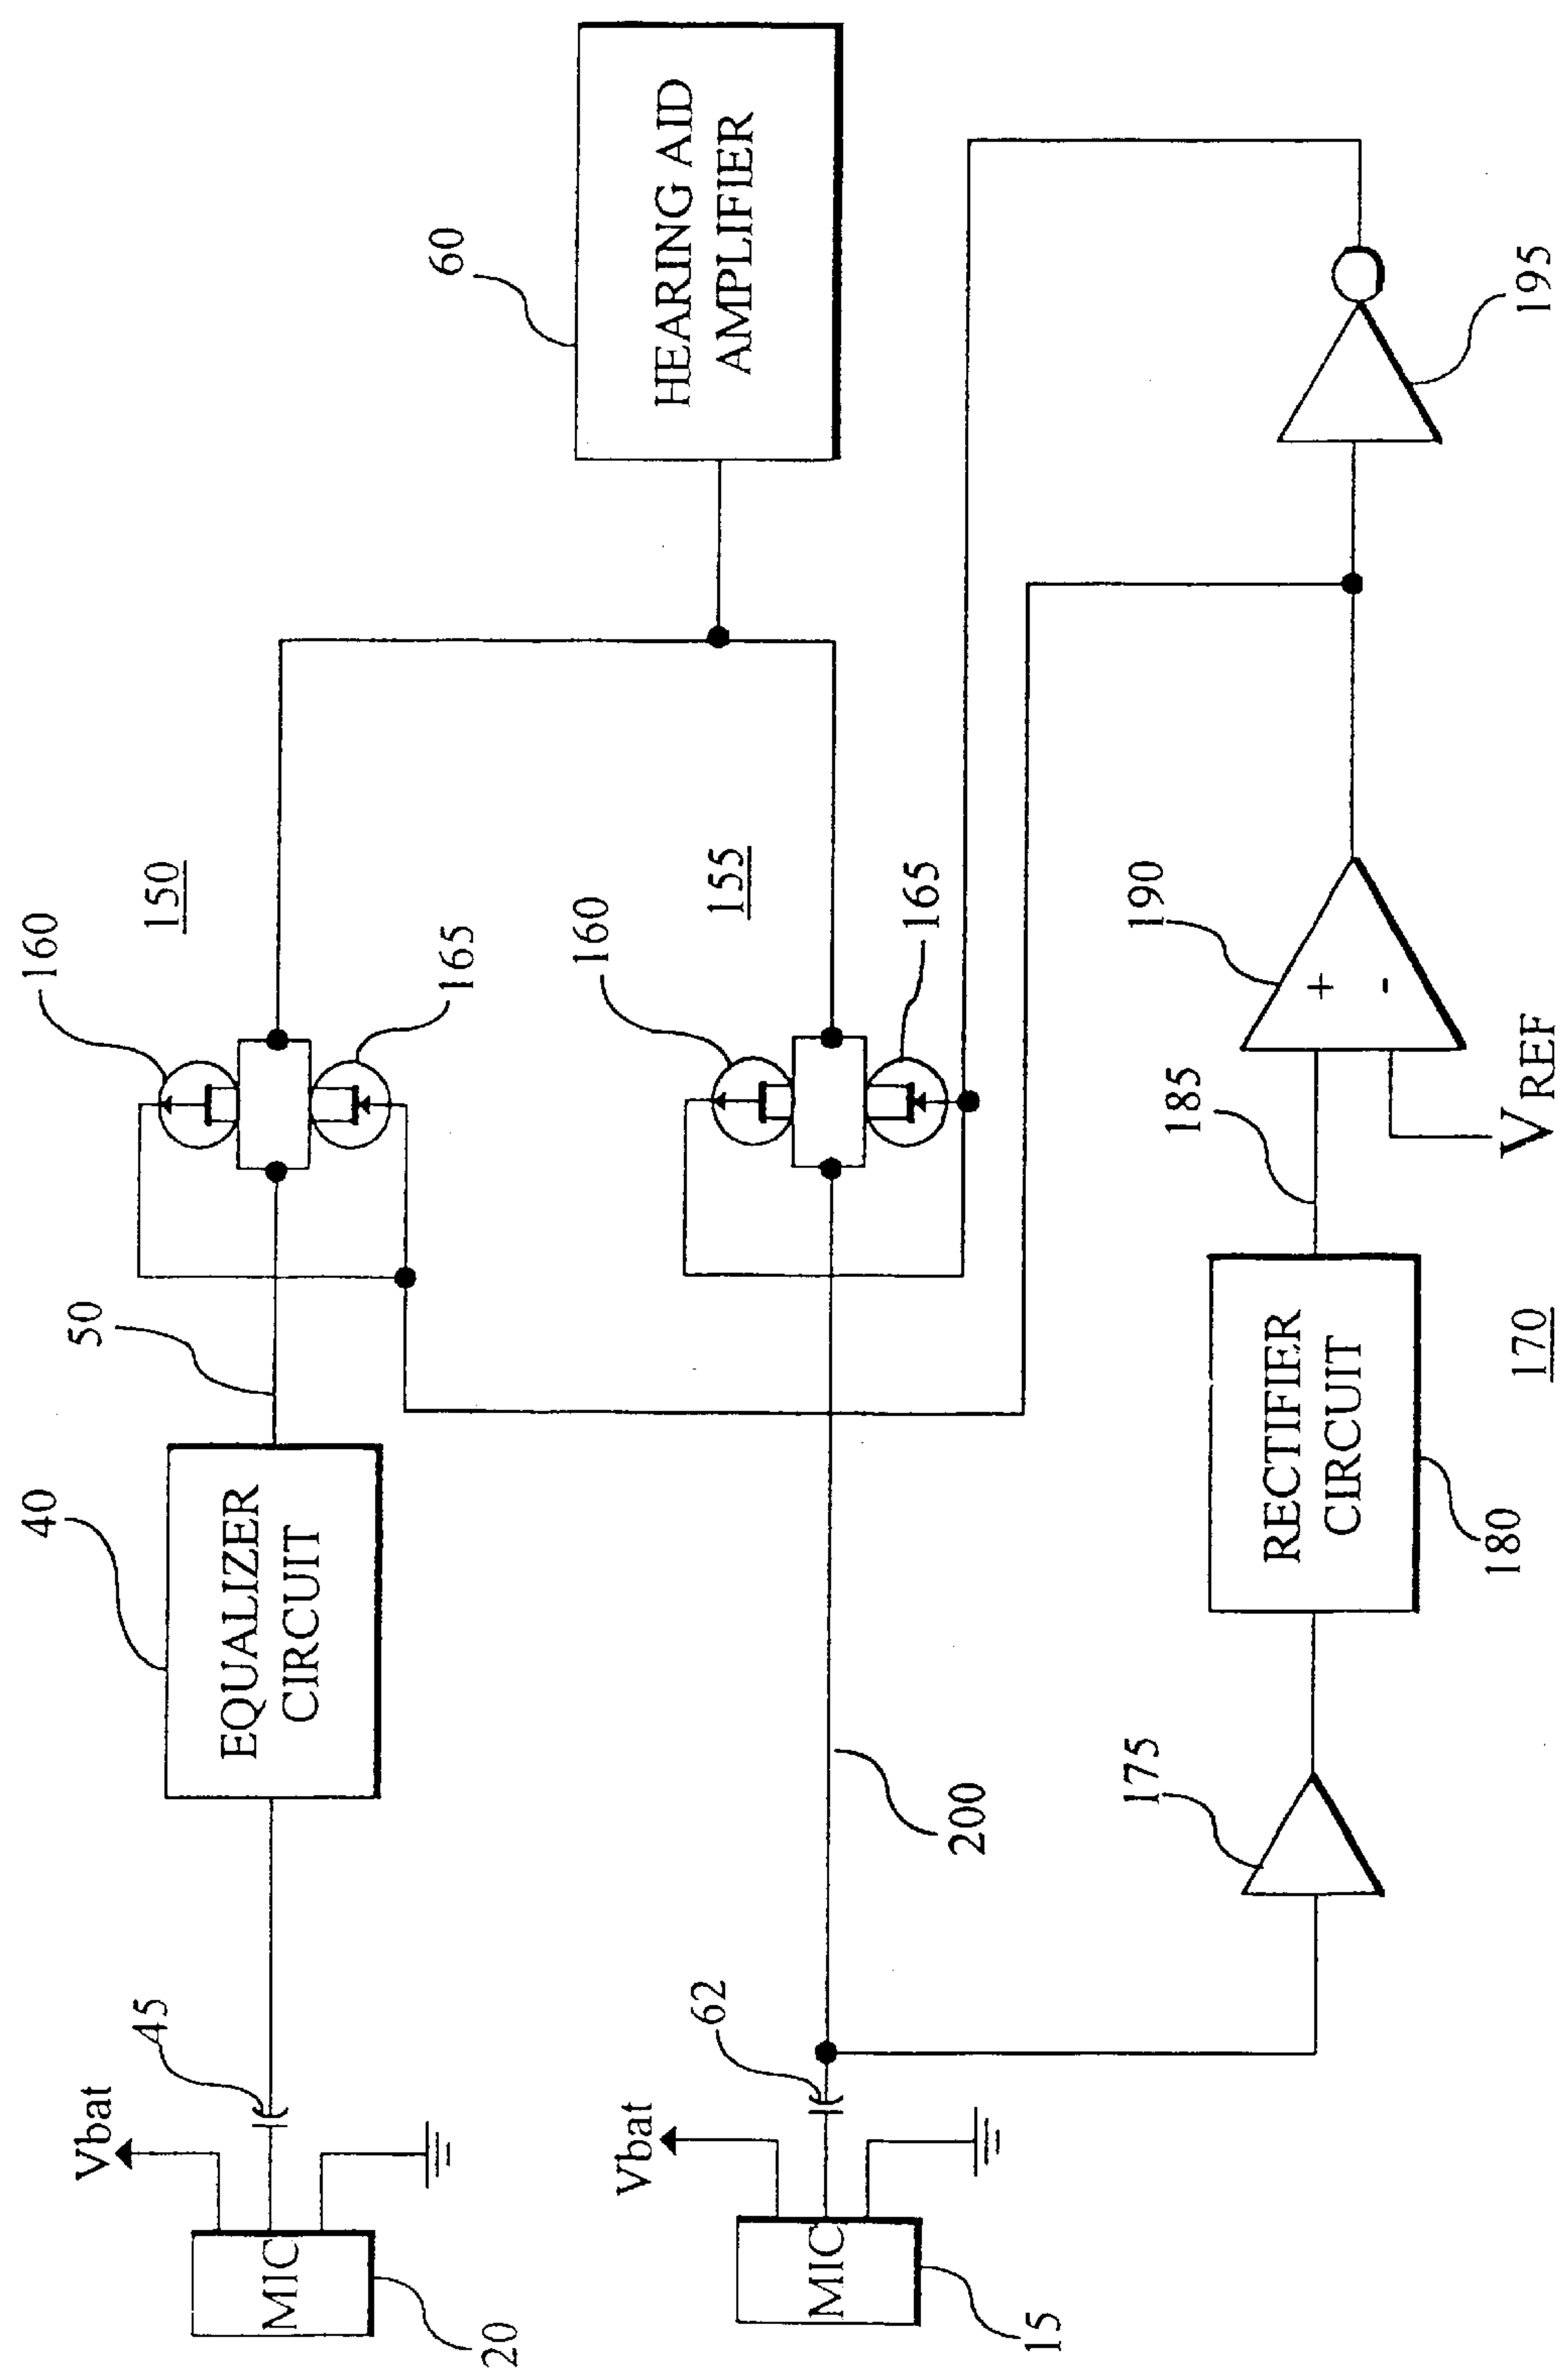 Vbat
MIC
20
45
EQUALIZER
CIRCUIT
40
50
160
165
150
60
HEARING AID
AMPLIFIER
Vbat
MIC
15
62
200
160
165
155
175
RECTIFIER
CIRCUIT
180
185
170
+
-
VREF
190
195